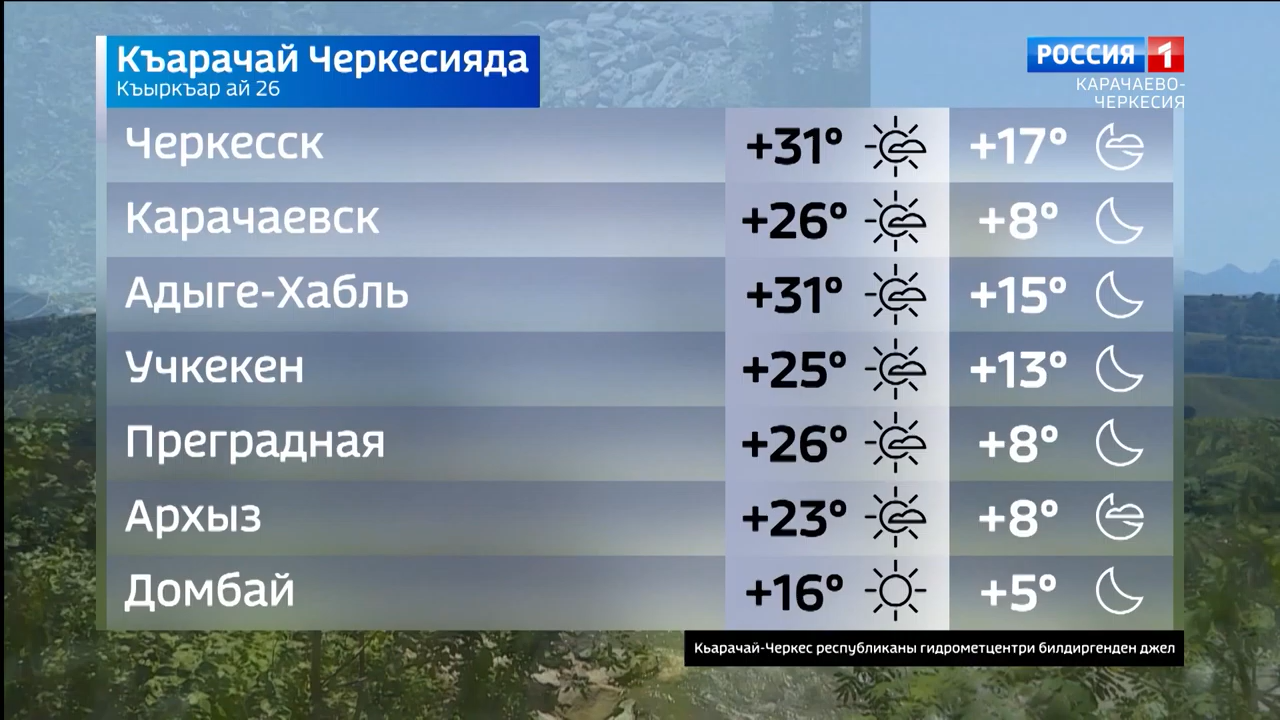 Къарачай Черкесияда
Къыркъар ай 26
РОССИЯ 1
КАРАЧАЕВО-
ЧЕРКЕСИЯ
Черкесск +31° +17°
Карачаевск +26° +8°
Адыге-Хабль +31° +15°
Учкекен +25° +13°
Преградная +26° +8°
Архыз +23° +8°
Домбай +16° +5°
Кьарачай-Черкес республиканы гидрометцентри билдиргенден джел